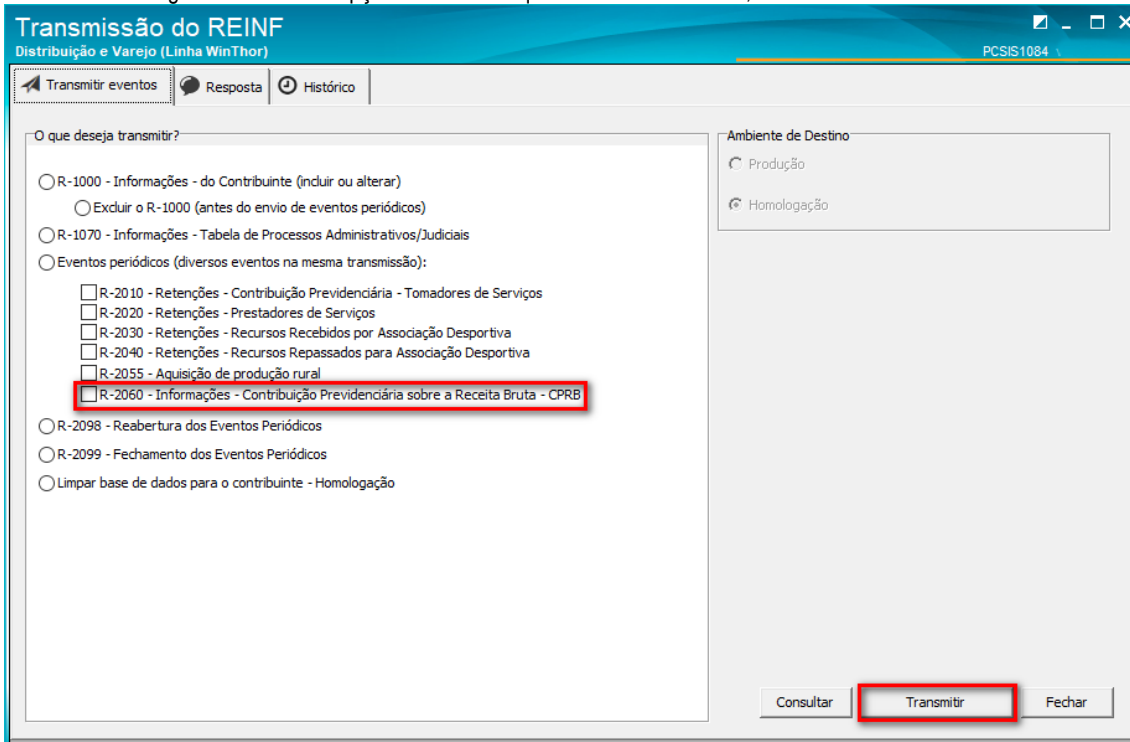 Transmissão do REINF
Distribuição e Varejo (Linha WinThor)
PCSIS1084
Transmitir eventos
Resposta
Histórico
O que deseja transmitir?
R-1000 - Informações - do Contribuinte (incluir ou alterar)
Excluir o R-1000 (antes do envio de eventos periódicos)
R-1070 - Informações - Tabela de Processos Administrativos/Judiciais
Eventos periódicos (diversos eventos na mesma transmissão):
R-2010 - Retenções - Contribuição Previdenciária - Tomadores de Serviços
R-2020 - Retenções - Prestadores de Serviços
R-2030 - Retenções - Recursos Recebidos por Associação Desportiva
R-2040 - Retenções - Recursos Repassados para Associação Desportiva
R-2055 - Aquisição de produção rural
R-2060 - Informações - Contribuição Previdenciária sobre a Receita Bruta - CPRB
R-2098 - Reabertura dos Eventos Periódicos
R-2099 - Fechamento dos Eventos Periódicos
Limpar base de dados para o contribuinte - Homologação
Ambiente de Destino
Produção
Homologação
Consultar
Transmitir
Fechar